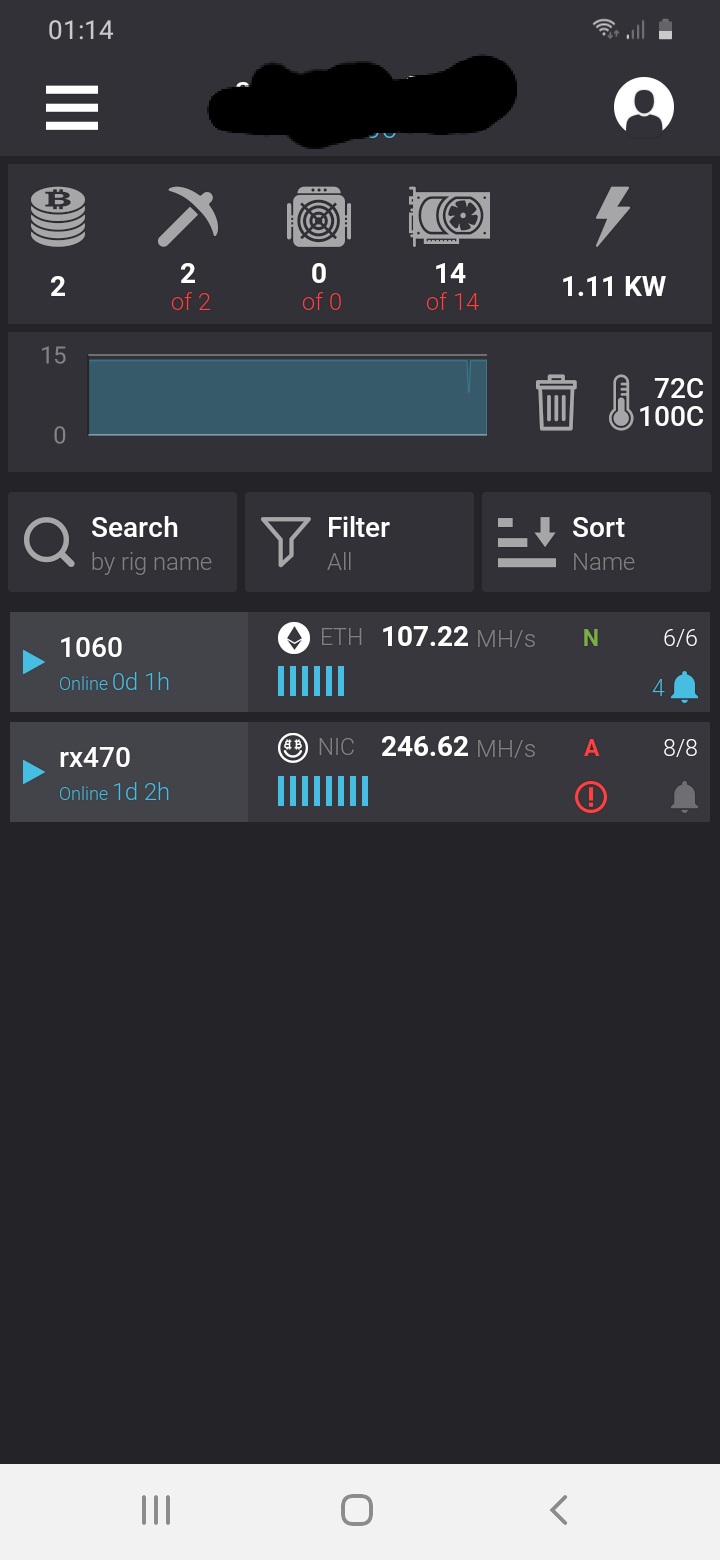 01:14
2
2
of 2
0
of 0
14
of 14
1.11 KW
15
0
72C
100C
Search
by rig name
Filter
All
Sort
Name
1060
Online 0d 1h
ETH 107.22 MH/s N 6/6
4
rx470
Online 1d 2h
NIC 246.62 MH/s A 8/8